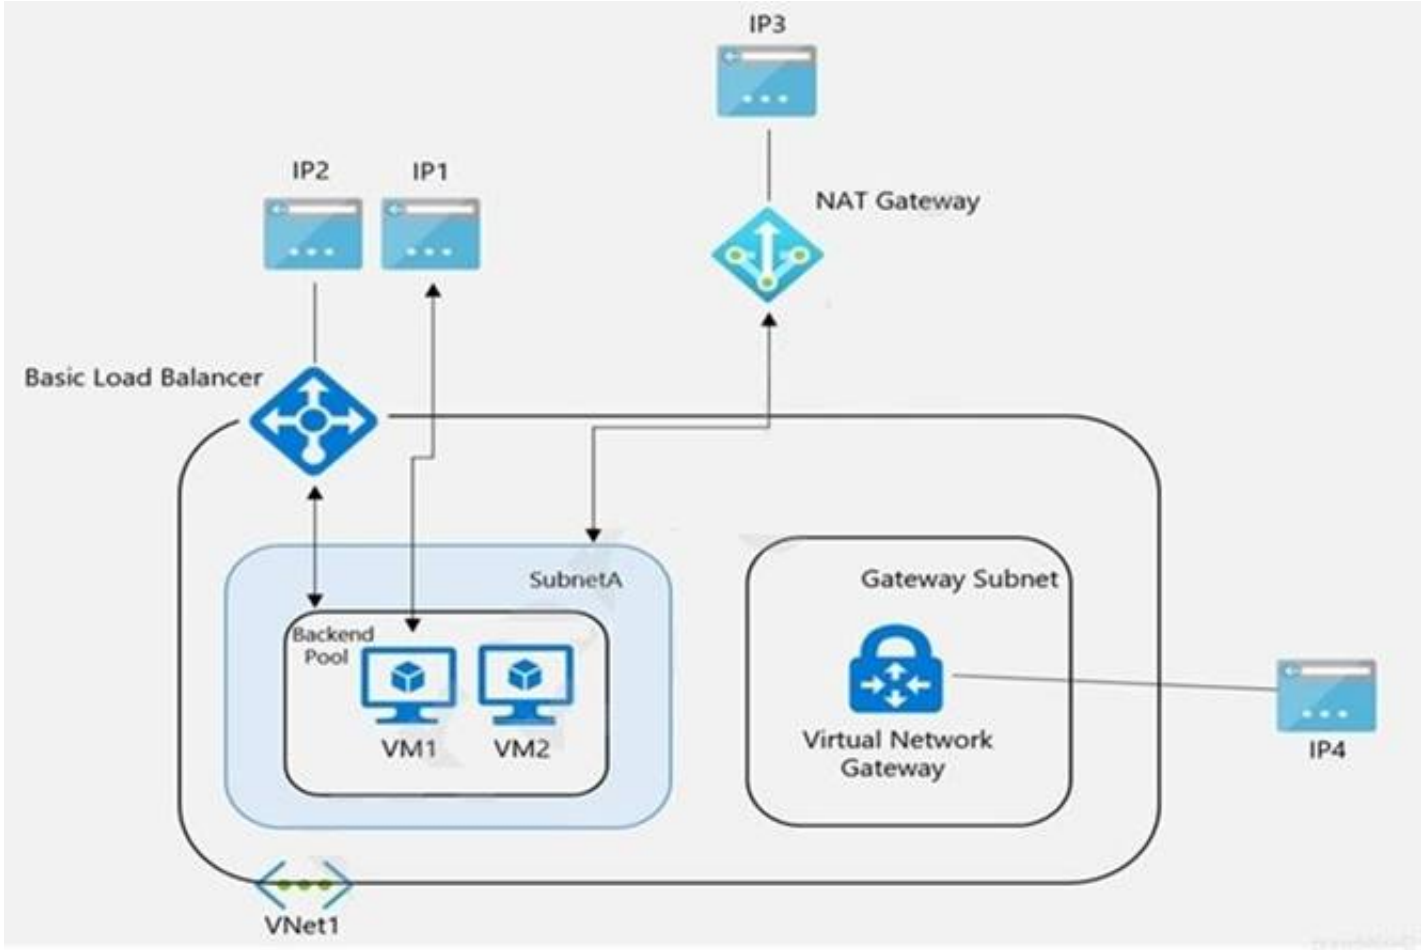 IP3
IP2
IP1
NAT Gateway
Basic Load Balancer
SubnetA
Gateway Subnet
Backend
Pool
VM1
VM2
Virtual Network
Gateway
IP4
VNet1